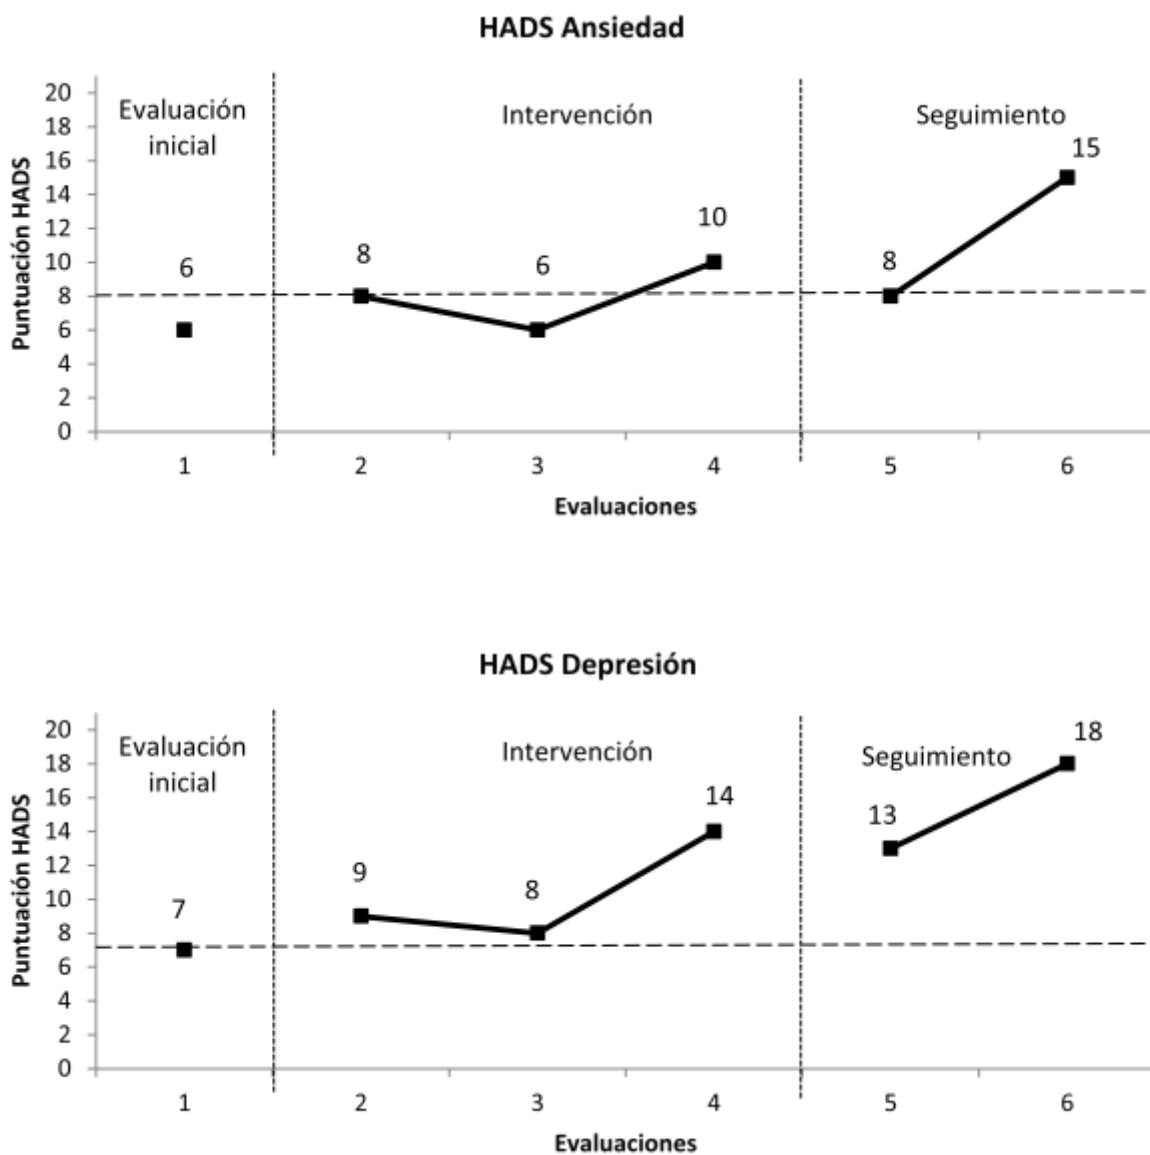 HADS Ansiedad
Puntuación HADS
20
18
16
14
12
10
8
6
4
2
0
Evaluación
inicial
Intervención
Seguimiento
6
8
6
10
8
15
1 2 3 4 5 6
Evaluaciones
HADS Depresión
Puntuación HADS
20
18
16
14
12
10
8
6
4
2
0
Evaluación
inicial
Intervención
Seguimiento
7
9
8
14
13
18
1 2 3 4 5 6
Evaluaciones